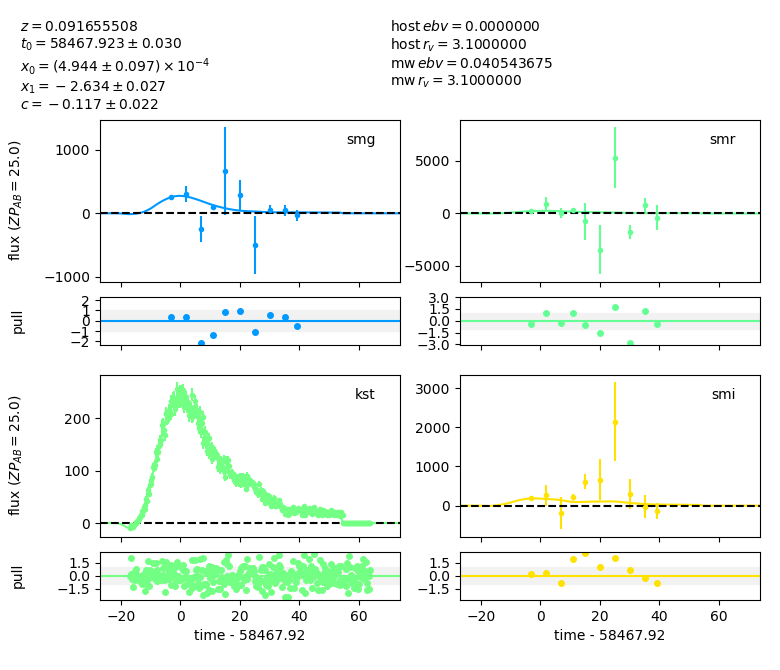 z = 0.091655508
t0 = 58467.923 ± 0.030
x0 = (4.944 ± 0.097) × 10^−4
x1 = −2.634 ± 0.027
c = −0.117 ± 0.022
host ebv = 0.0000000
host rv = 3.1000000
mw ebv = 0.040543675
mw rv = 3.1000000
smg
flux (ZPAB = 25.0)
1000
0
−1000
smr
5000
0
−5000
pull
2
1
0
−1
−2
3.0
1.5
0.0
−1.5
−3.0
kst
flux (ZPAB = 25.0)
200
100
0
smi
3000
2000
1000
0
pull
1.5
0.0
−1.5
1.5
0.0
−1.5
−20 0 20 40 60
−20 0 20 40 60
time - 58467.92
time - 58467.92